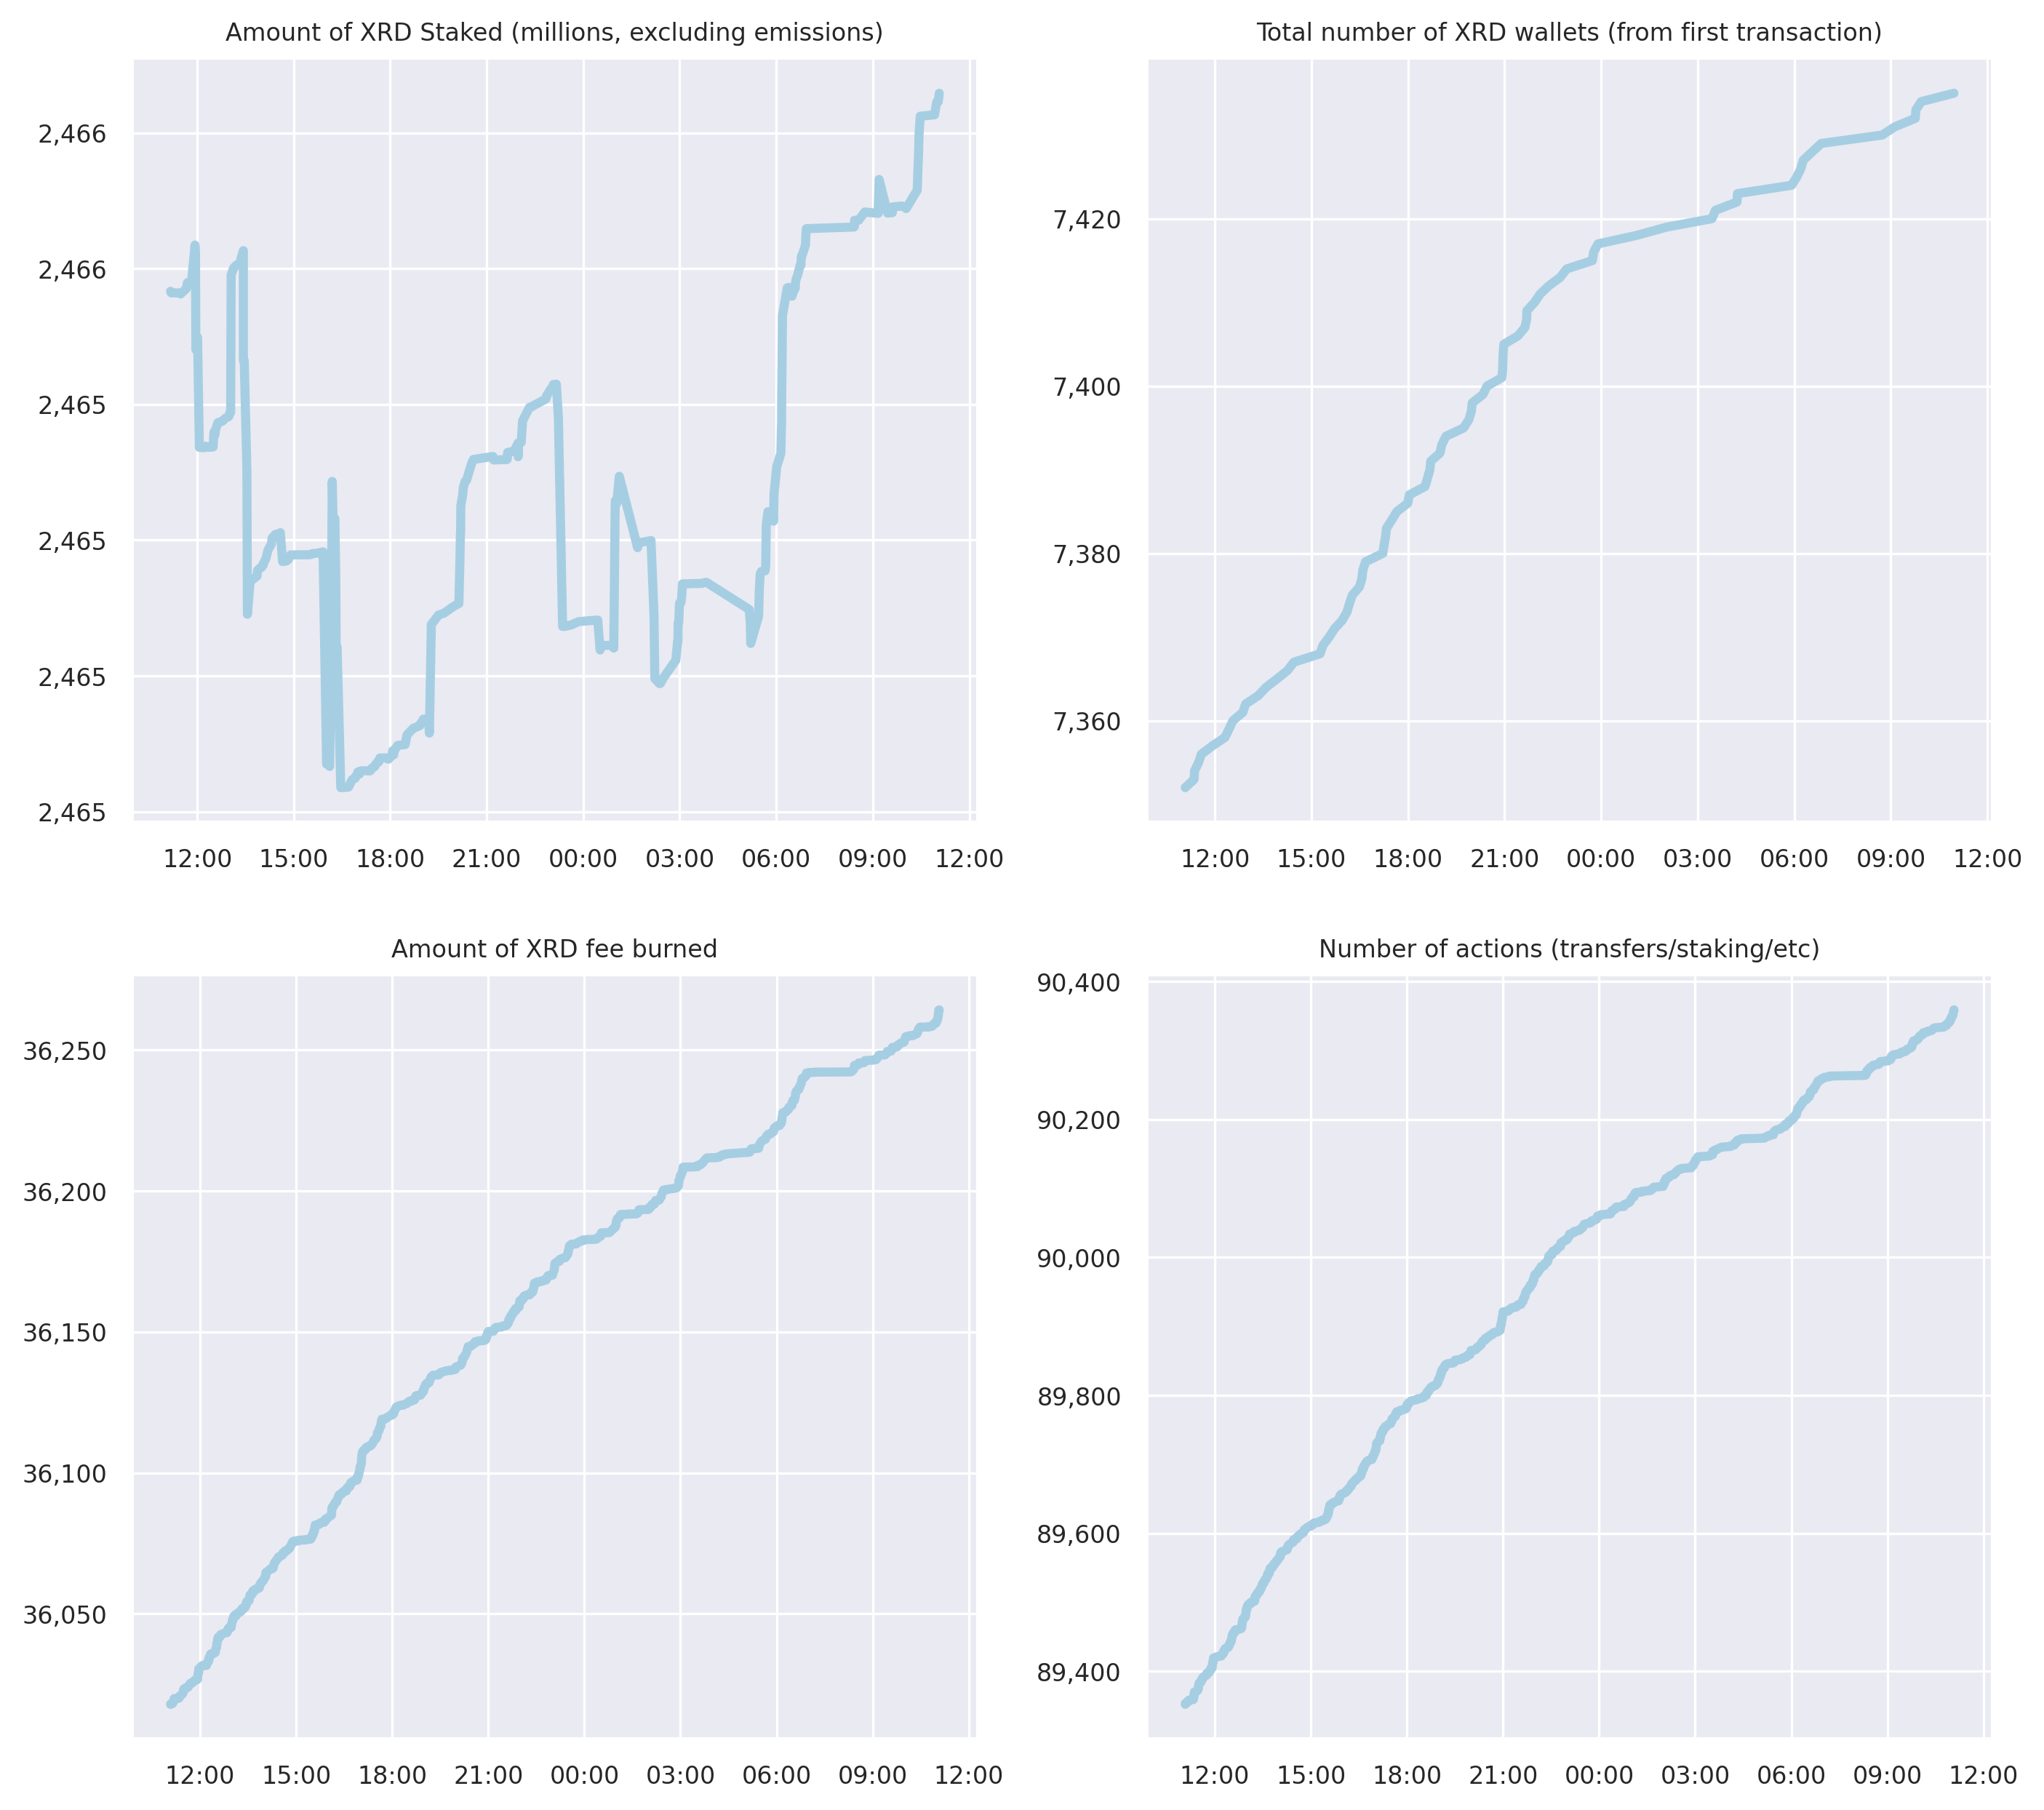 Amount of XRD Staked (millions, excluding emissions)
2,466
2,466
2,465
2,465
2,465
2,465
12:00 15:00 18:00 21:00 00:00 03:00 06:00 09:00 12:00
Total number of XRD wallets (from first transaction)
7,420
7,400
7,380
7,360
12:00 15:00 18:00 21:00 00:00 03:00 06:00 09:00 12:00
Amount of XRD fee burned
36,250
36,200
36,150
36,100
36,050
12:00 15:00 18:00 21:00 00:00 03:00 06:00 09:00 12:00
Number of actions (transfers/staking/etc)
90,400
90,200
90,000
89,800
89,600
89,400
12:00 15:00 18:00 21:00 00:00 03:00 06:00 09:00 12:00